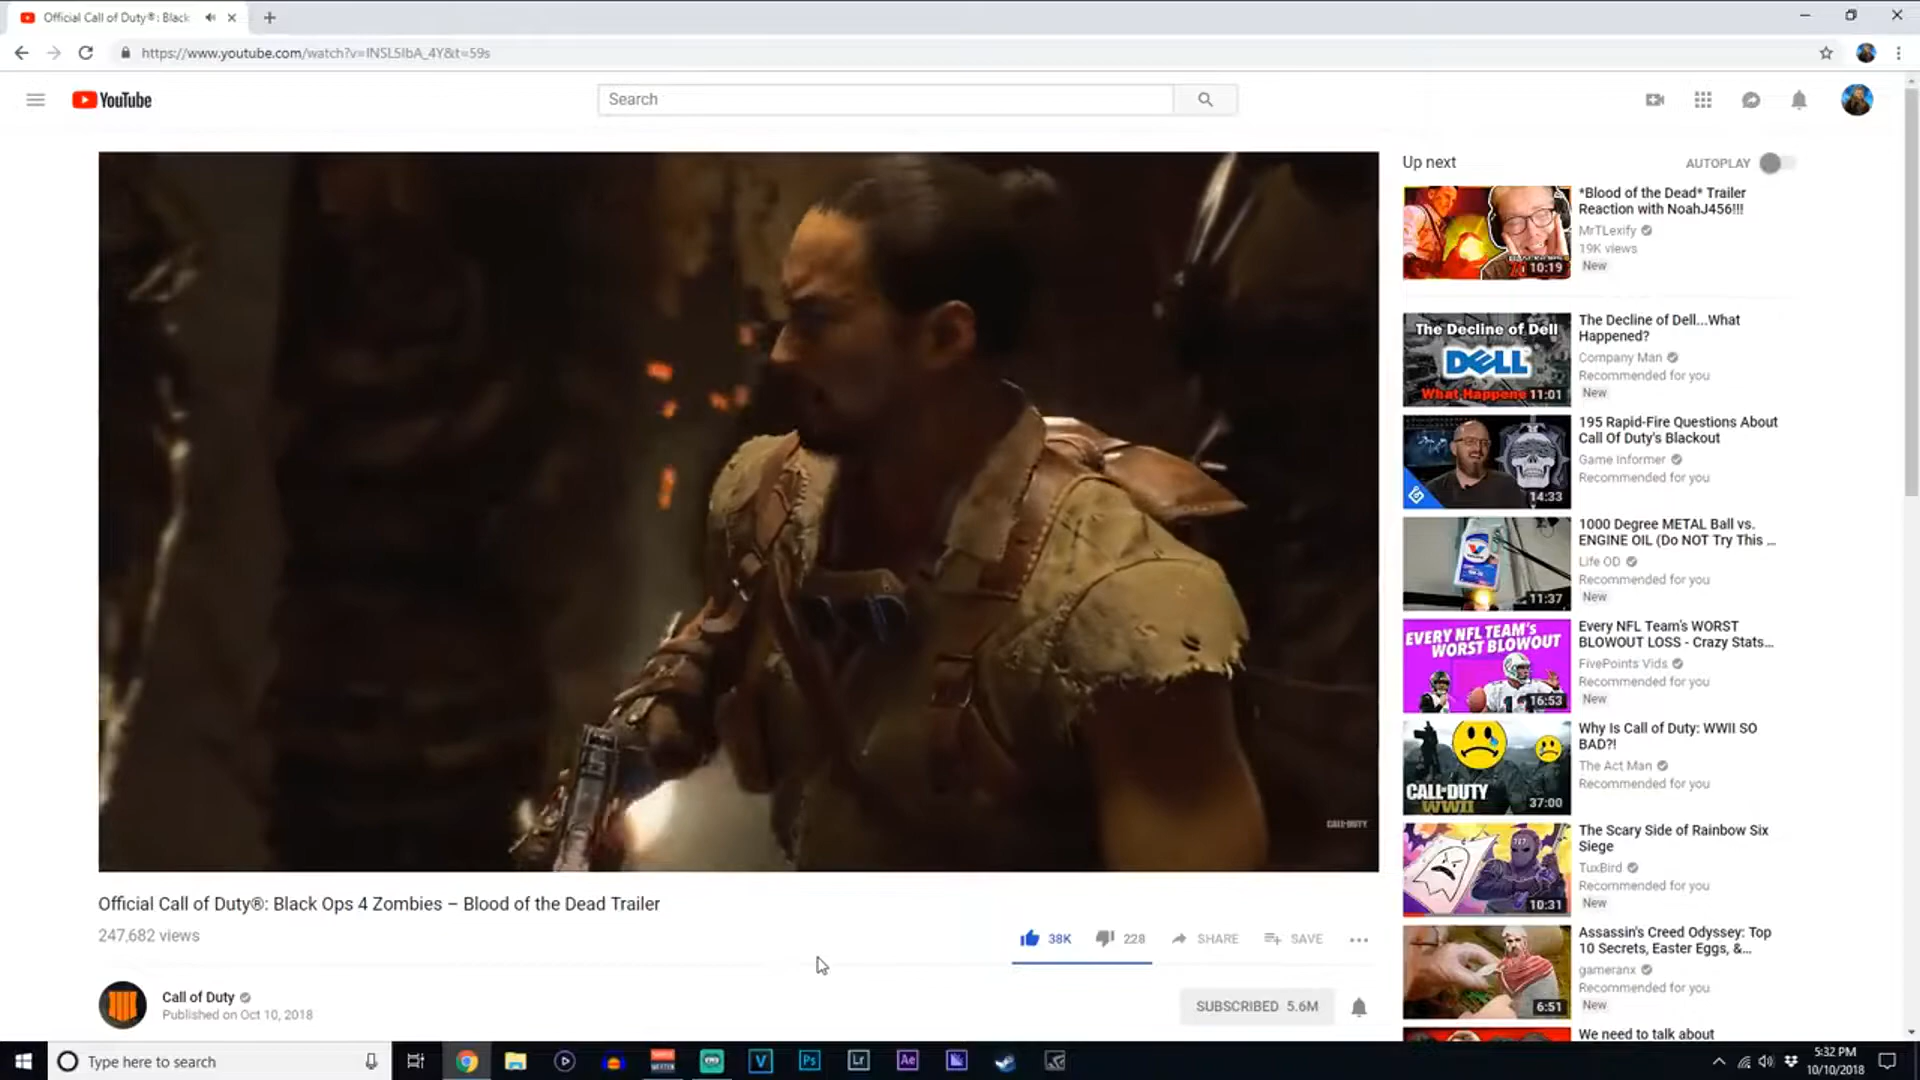 Official Call of Duty®: Black
https://www.youtube.com/watch?v=INSL5IbA_4Y&t=59s
YouTube
Search
CALL·DUTY
Official Call of Duty®: Black Ops 4 Zombies – Blood of the Dead Trailer
247,682 views
38K
228
SHARE
SAVE
Call of Duty
Published on Oct 10, 2018
SUBSCRIBED 5.6M
Up next
AUTOPLAY
10:19
*Blood of the Dead* Trailer
Reaction with NoahJ456!!!
MrTLexify
19K views
New
The Decline of Dell
DELL
What Happene
11:01
The Decline of Dell...What
Happened?
Company Man
Recommended for you
New
14:33
195 Rapid-Fire Questions About
Call Of Duty's Blackout
Game Informer
Recommended for you
11:37
1000 Degree METAL Ball vs.
ENGINE OIL (Do NOT Try This ...
Life OD
Recommended for you
New
EVERY NFL TEAM'S
WORST BLOWOUT
16:53
Every NFL Team's WORST
BLOWOUT LOSS - Crazy Stats...
FivePoints Vids
Recommended for you
New
CALL·DUTY
WWII
37:00
Why Is Call of Duty: WWII SO
BAD?!
The Act Man
Recommended for you
10:31
The Scary Side of Rainbow Six
Siege
TuxBird
Recommended for you
New
6:51
Assassin's Creed Odyssey: Top
10 Secrets, Easter Eggs, &...
gameranx
Recommended for you
New
We need to talk about
Type here to search
V
Ps
Lr
Ae
5:32 PM
10/10/2018